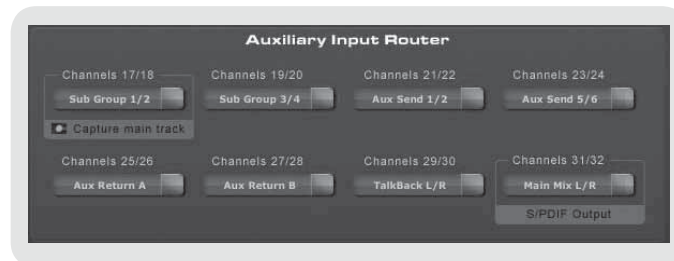 Auxiliary Input Router
Channels 17/18 Channels 19/20 Channels 21/22 Channels 23/24
Sub Group 1/2 Sub Group 3/4 Aux Send 1/2 Aux Send 5/6
Capture main track
Channels 25/26 Channels 27/28 Channels 29/30 Channels 31/32
Aux Return A Aux Return B TalkBack L/R Main Mix L/R
S/PDIF Output